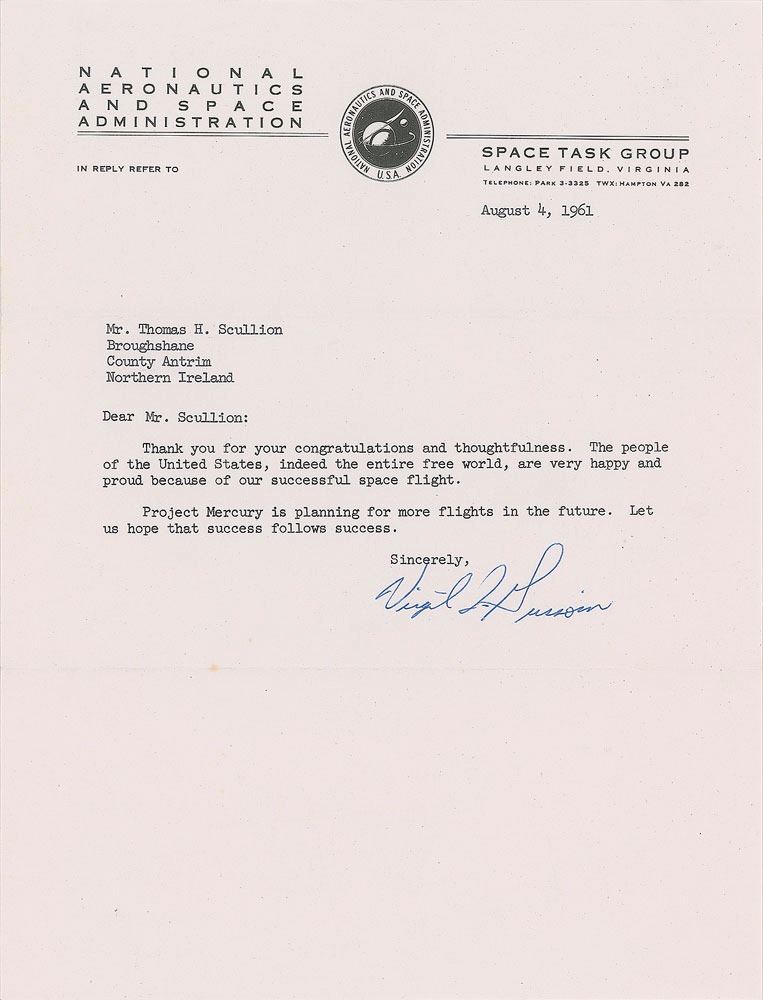 NATIONAL
AERONAUTICS
AND SPACE
ADMINISTRATION
NATIONAL AERONAUTICS AND SPACE ADMINISTRATION
U.S.A.
IN REPLY REFER TO
SPACE TASK GROUP
LANGLEY FIELD, VIRGINIA
TELEPHONE: PARK 3-3325 TWX: HAMPTON VA 282
August 4, 1961
Mr. Thomas H. Scullion
Broughshane
County Antrim
Northern Ireland
Dear Mr. Scullion:
Thank you for your congratulations and thoughtfulness. The people
of the United States, indeed the entire free world, are very happy and
proud because of our successful space flight.
Project Mercury is planning for more flights in the future. Let
us hope that success follows success.
Sincerely,
Virgil I. Grissom